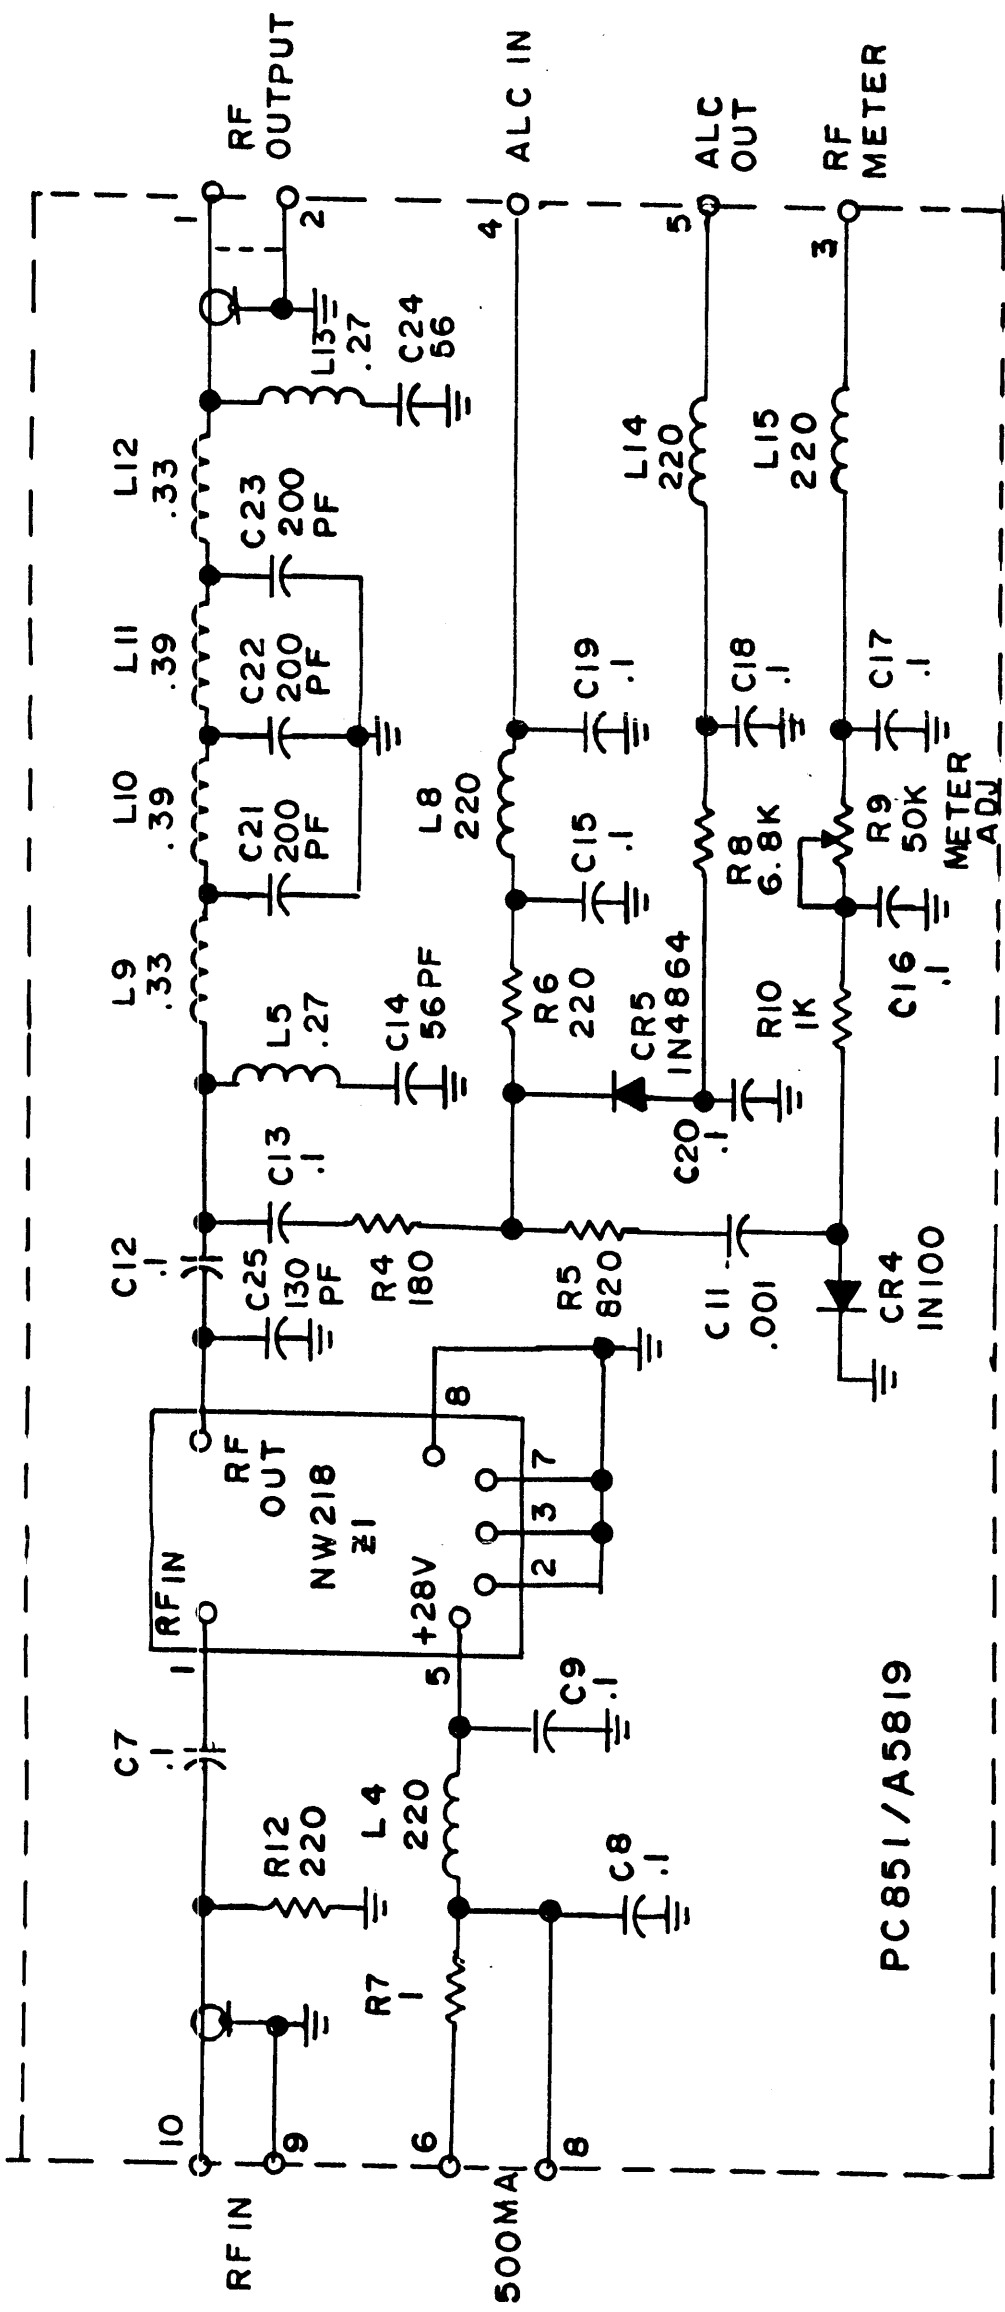 RF IN
10
9
500MA
6
8
R12
220
C7
.1
R7
1
L4
220
C8
.1
C9
.1
1
RFIN
RF
OUT
NW218
Z1
+28V
5
2
3
7
8
C12
.1
C25
130
PF
C13
.1
R4
180
R5
820
C11
.001
CR4
1N100
L5
.27
C14
56PF
L9
.33
L10
.39
L11
.39
L12
.33
C21
200
PF
C22
200
PF
C23
200
PF
L13
.27
C24
56
R6
220
L8
220
C15
.1
C19
.1
CR5
1N4864
C20
.1
R8
6.8K
C18
.1
L14
220
R10
1K
C16
.1
R9
50K
METER
ADJ
C17
.1
L15
220
1
2
RF
OUTPUT
4
ALC IN
5
ALC
OUT
3
RF
METER
PC851/A5819